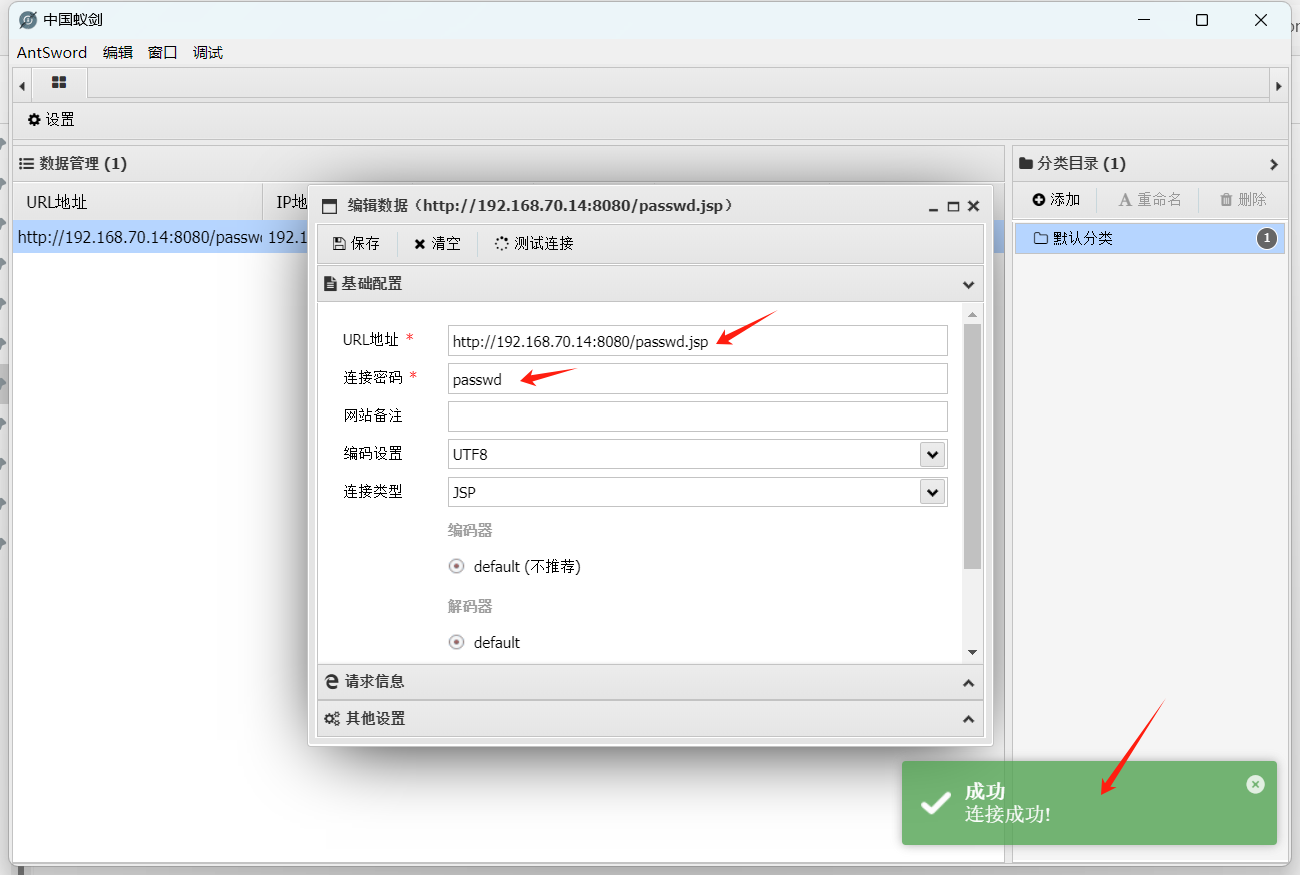 中国蚁剑
AntSword 编辑 窗口 调试
设置
数据管理 (1)
URL地址 IP地
http://192.168.70.14:8080/passw 192.1
分类目录 (1)
添加 重命名 删除
默认分类 1
编辑数据（http://192.168.70.14:8080/passwd.jsp）
保存 清空 测试连接
基础配置
URL地址 * http://192.168.70.14:8080/passwd.jsp
连接密码 * passwd
网站备注
编码设置 UTF8
连接类型 JSP
编码器
default (不推荐)
解码器
default
请求信息
其他设置
成功
连接成功!